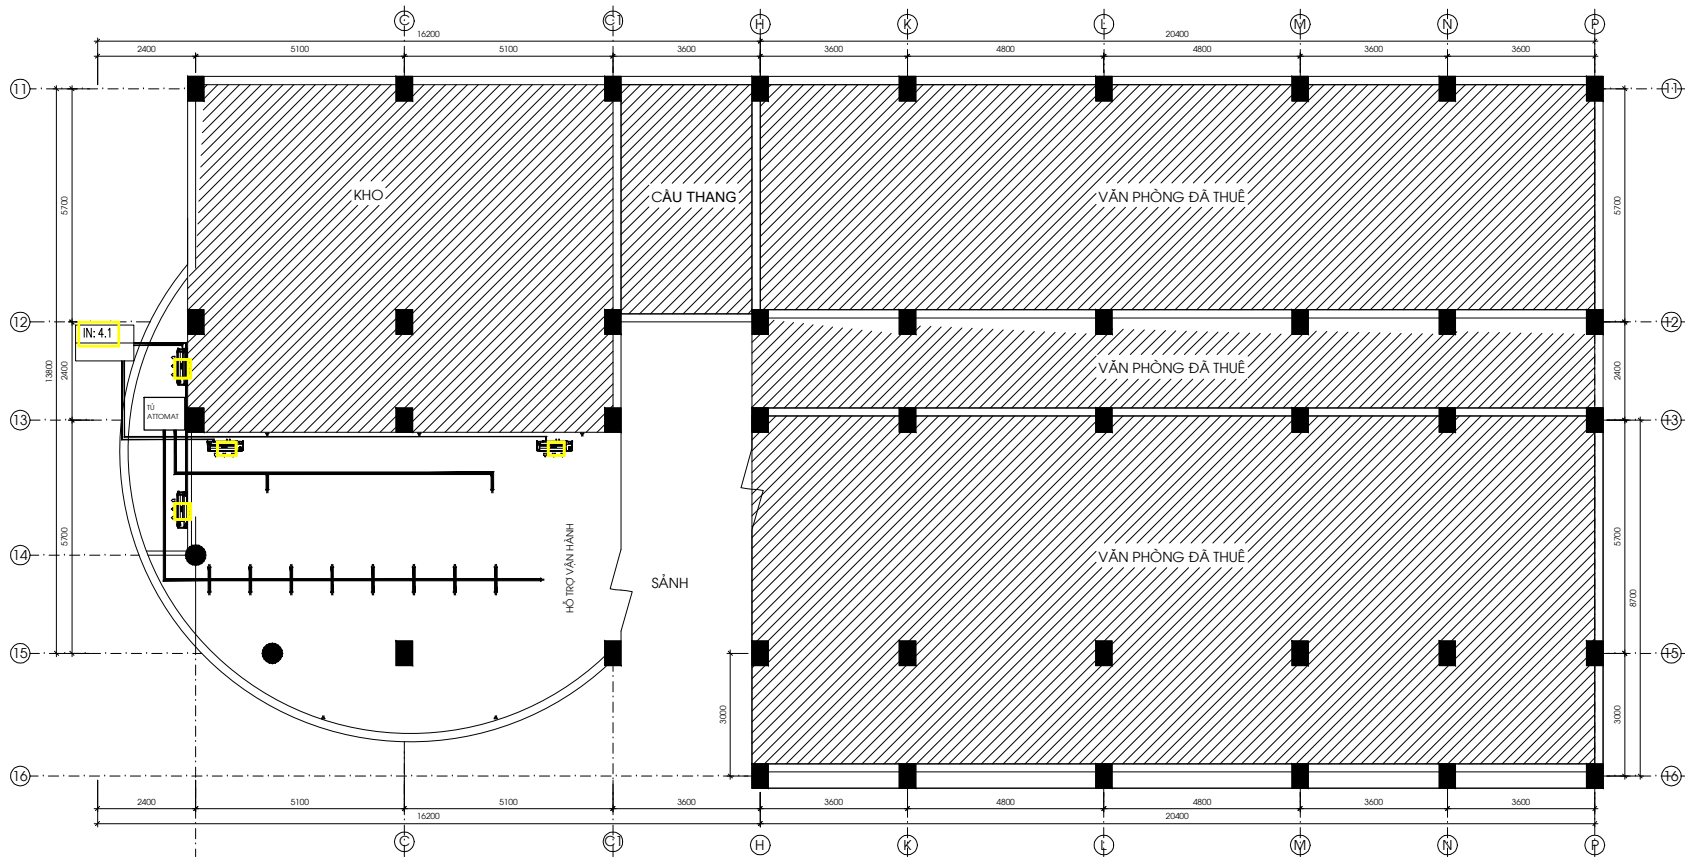 C C1 H K L M N P
16200 20400
2400 5100 5100 3600 3600 4800 4800 3600 3600
11 11
5700 5700
KHO CẦU THANG VĂN PHÒNG ĐÃ THUÊ
12 12
IN: 4.1
13800 2400 VĂN PHÒNG ĐÃ THUÊ 2400
TỦ
ATTOMAT
13 13
5700 5700
HỖ TRỢ VẬN HÀNH
SẢNH
VĂN PHÒNG ĐÃ THUÊ
8700
14
15 15
3000 3000
16 16
2400 5100 5100 3600 3600 4800 4800 3600 3600
16200 20400
C C1 H K L M N P